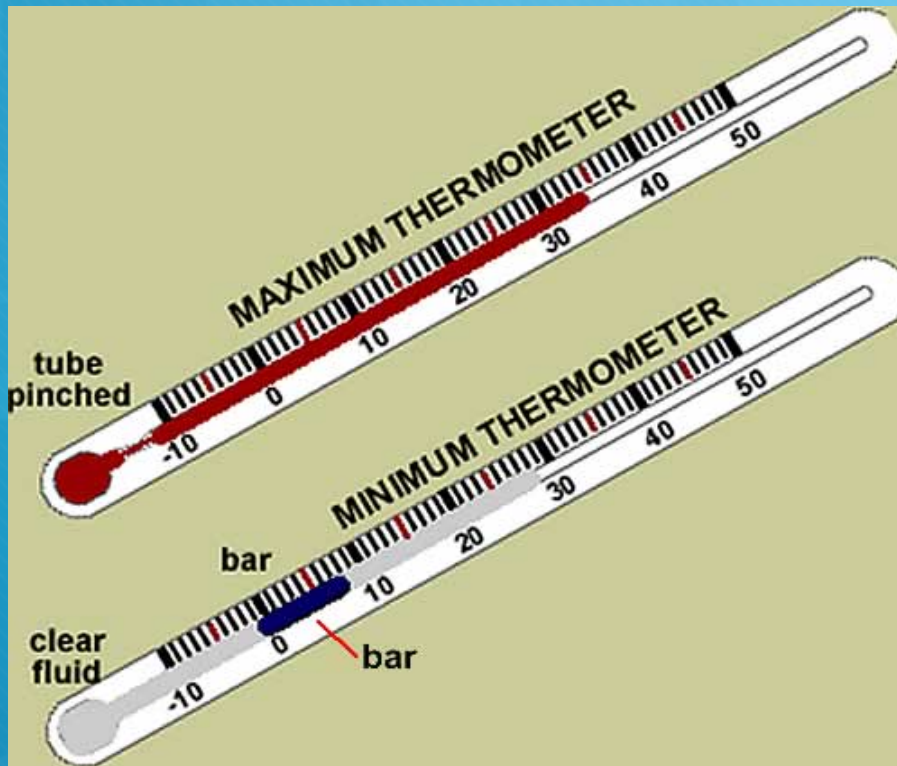 MAXIMUM THERMOMETER
-10 0 10 20 30 40 50
tube
pinched
MINIMUM THERMOMETER
-10 0 10 20 30 40 50
bar
clear
fluid
bar